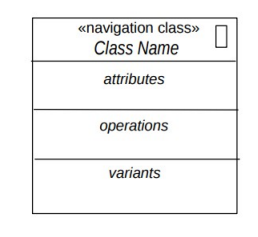 «navigation class»
Class Name
attributes
operations
variants